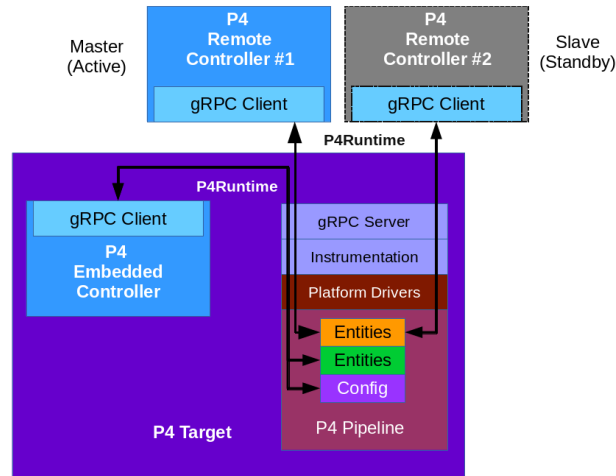 Master
(Active)
P4
Remote
Controller #1
gRPC Client
P4
Remote
Controller #2
gRPC Client
Slave
(Standby)
P4Runtime
P4Runtime
gRPC Client
P4
Embedded
Controller
gRPC Server
Instrumentation
Platform Drivers
Entities
Entities
Config
P4 Pipeline
P4 Target